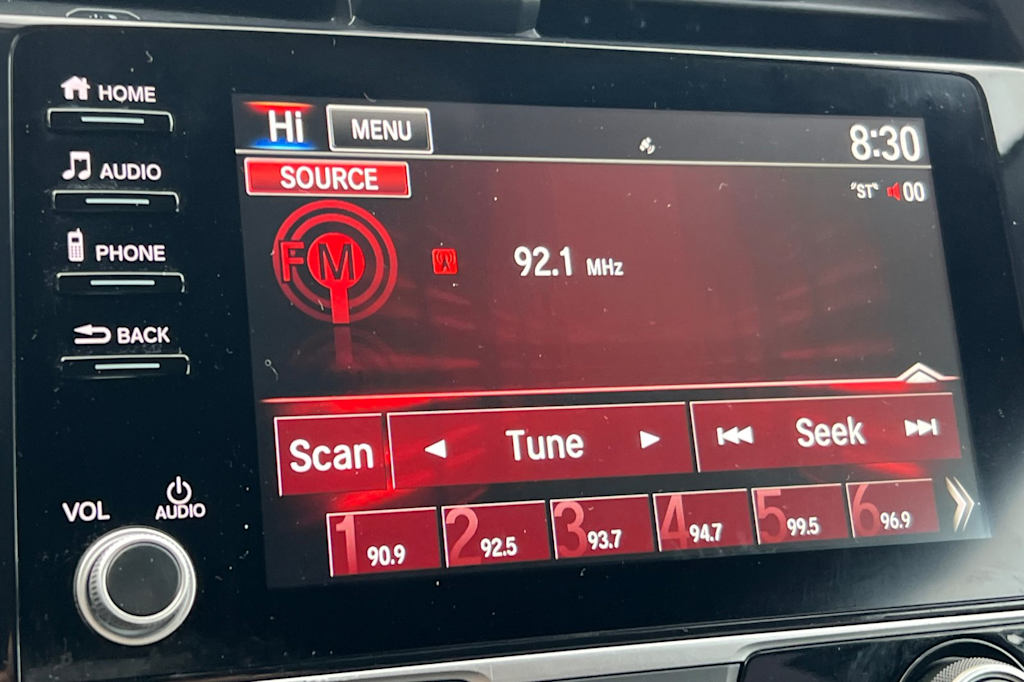 HOME
AUDIO
PHONE
BACK
VOL
AUDIO
Hi MENU 8:30
SOURCE
"ST" 00
FM 92.1 MHz
Scan Tune Seek
1 90.9 2 92.5 3 93.7 4 94.7 5 99.5 6 96.9